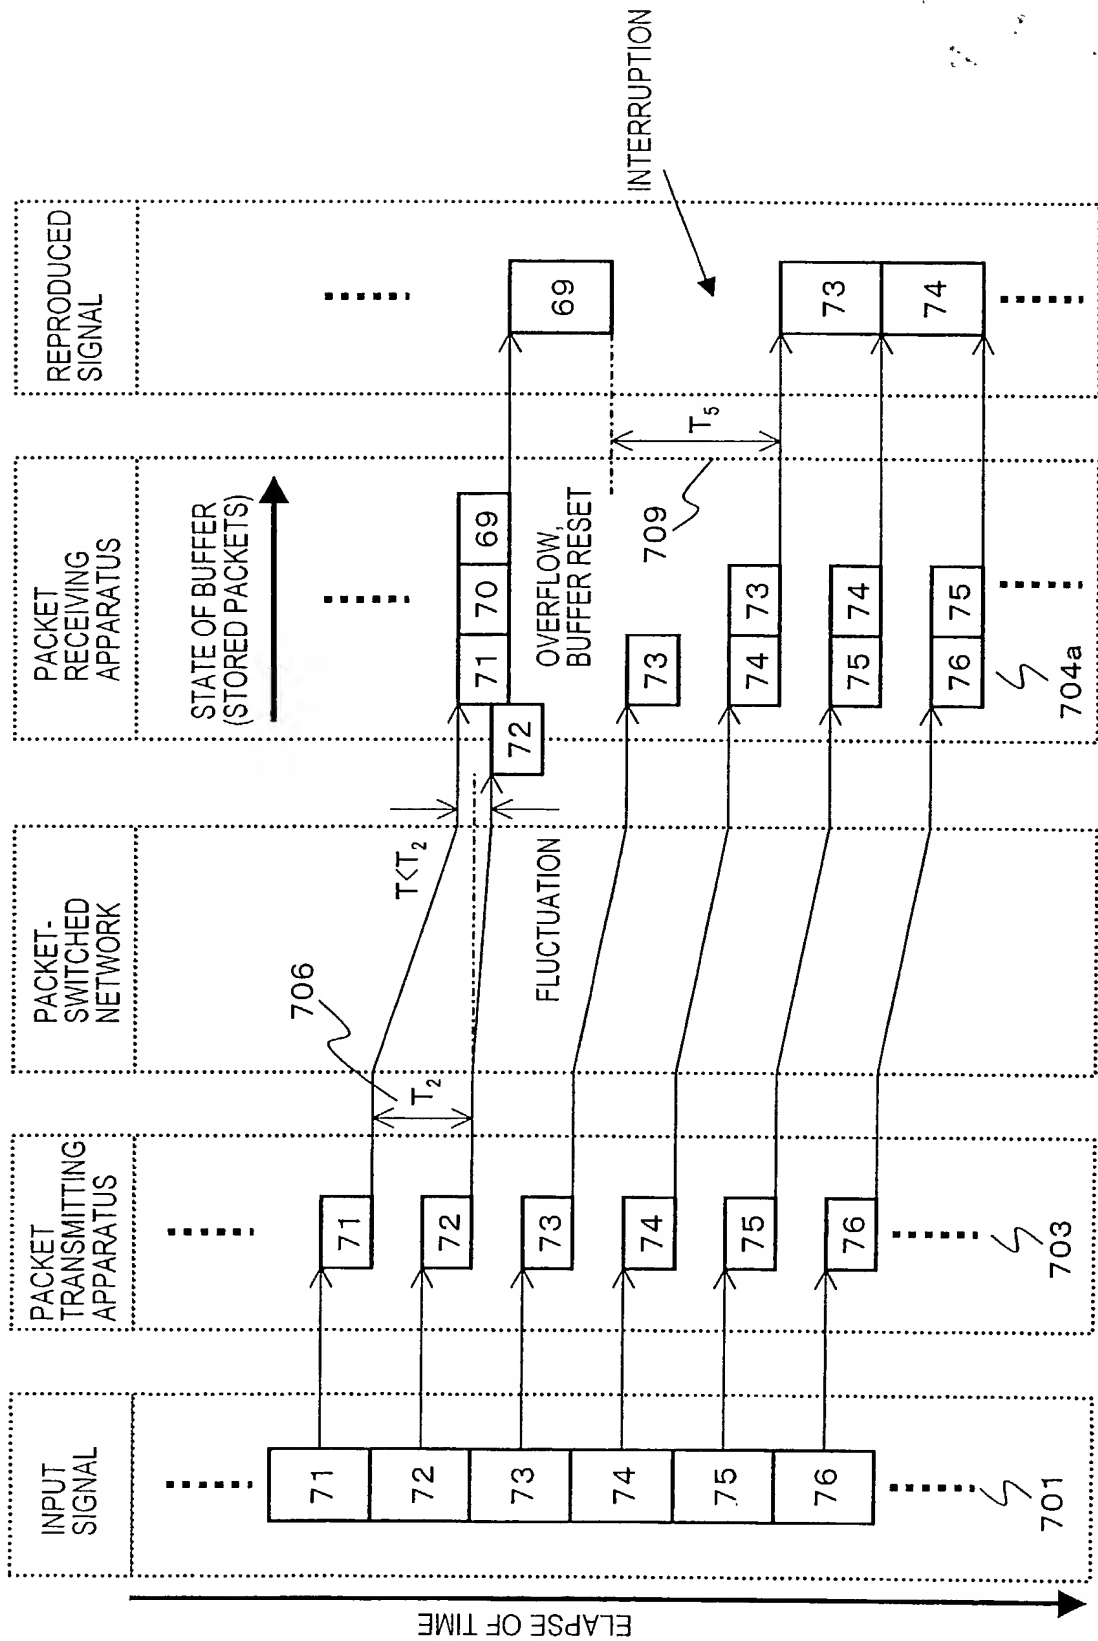 ELAPSE OF TIME
INPUT
SIGNAL
71
72
73
74
75
76
701
PACKET
TRANSMITTING
APPARATUS
71
72
73
74
75
76
703
PACKET-
SWITCHED
NETWORK
706
T2
T<T2
FLUCTUATION
PACKET
RECEIVING
APPARATUS
STATE OF BUFFER
(STORED PACKETS)
71 70 69
72
OVERFLOW,
BUFFER RESET
73
74 73
75 74
76 75
709
704a
T5
REPRODUCED
SIGNAL
69
73
74
INTERRUPTION